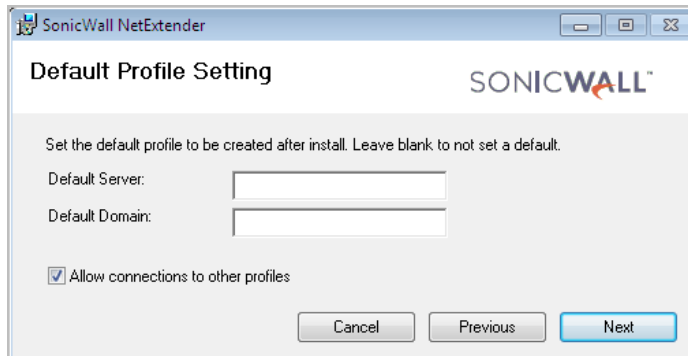 SonicWall NetExtender
Default Profile Setting
SONICWALL™
Set the default profile to be created after install. Leave blank to not set a default.
Default Server:
Default Domain:
Allow connections to other profiles
Cancel Previous Next